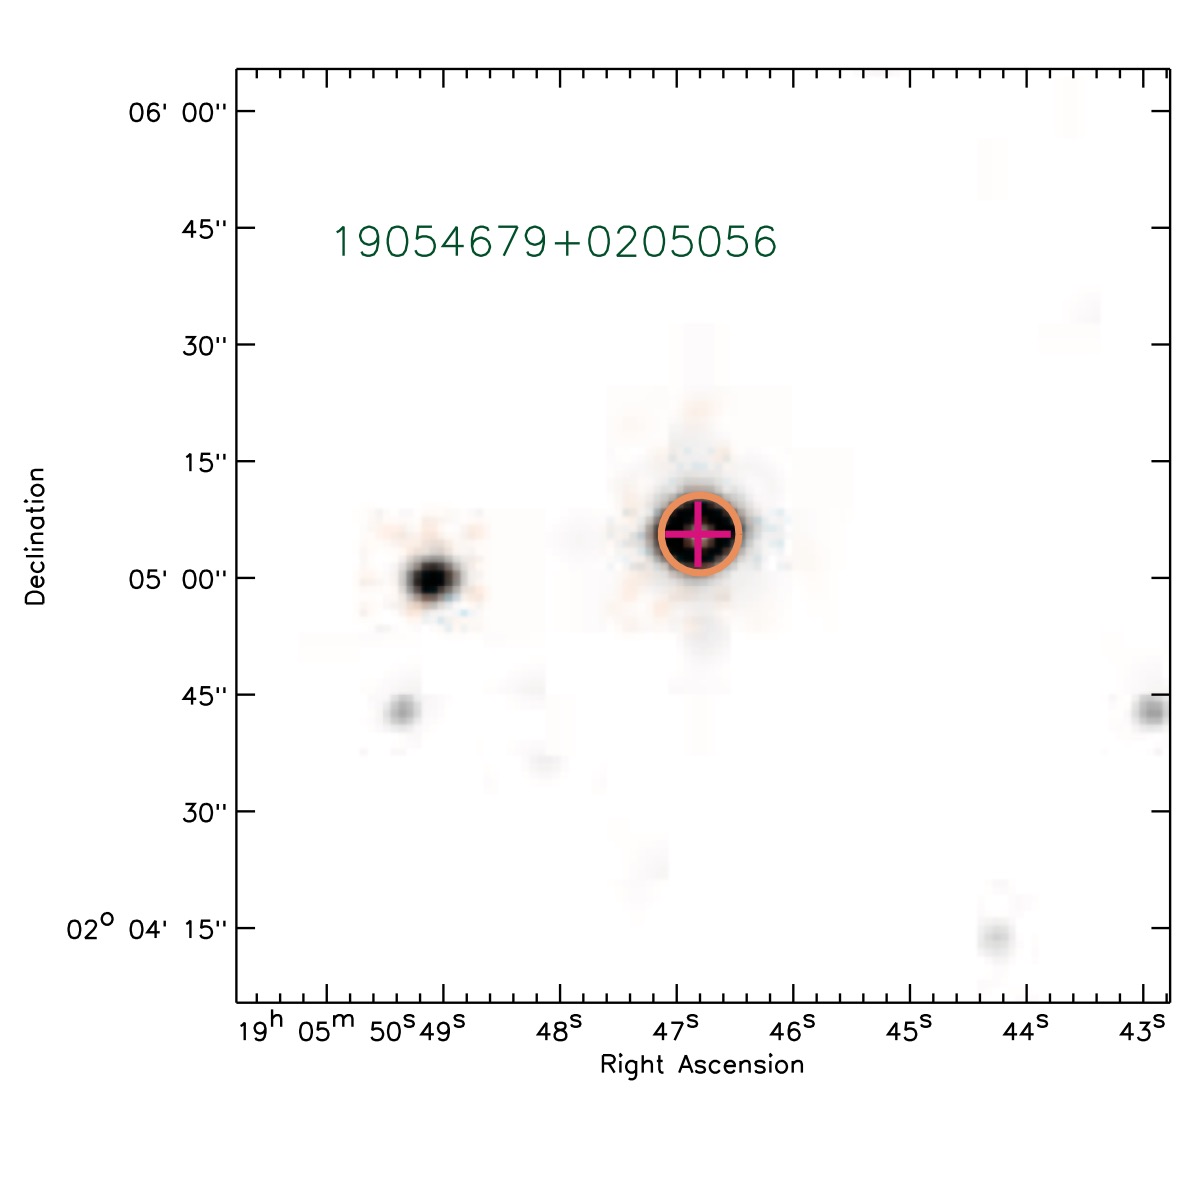 06' 00"
19054679+0205056
45"
30"
15"
05' 00"
45"
30"
02° 04' 15"
Declination
19h 05m 50s 49s 48s 47s 46s 45s 44s 43s
Right Ascension